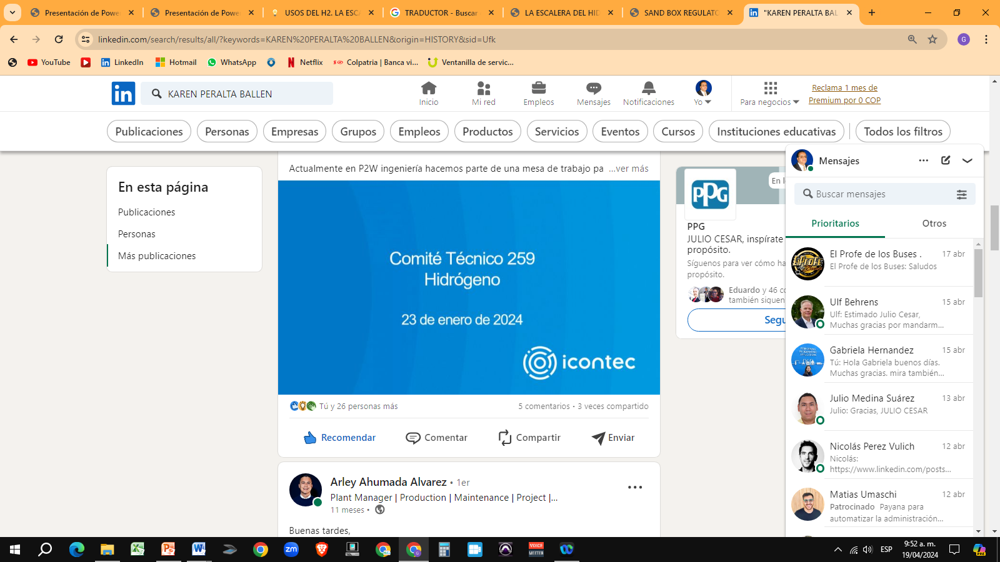 Presentación de Powe
Presentación de Powe
USOS DEL H2. LA ESCA
TRADUCTOR - Buscar
LA ESCALERA DEL HID
SAND BOX REGULATO
"KAREN PERALTA BAL
linkedin.com/search/results/all/?keywords=KAREN%20PERALTA%20BALLEN&origin=HISTORY&sid=Ufk
G
YouTube
LinkedIn
Hotmail
WhatsApp
Netflix
Colpatria | Banca vi...
Ventanilla de servic...
in
KAREN PERALTA BALLEN
Inicio
Mi red
Empleos
Mensajes
Notificaciones
Yo
Para negocios
Reclama 1 mes de
Premium por 0 COP
Publicaciones
Personas
Empresas
Grupos
Empleos
Productos
Servicios
Eventos
Cursos
Instituciones educativas
Todos los filtros
En esta página
Publicaciones
Personas
Más publicaciones
Actualmente en P2W ingeniería hacemos parte de una mesa de trabajo pa ...ver más
Comité Técnico 259
Hidrógeno
23 de enero de 2024
icontec
Tú y 26 personas más
5 comentarios • 3 veces compartido
Recomendar
Comentar
Compartir
Enviar
Arley Ahumada Alvarez • 1er
Plant Manager | Production | Maintenance | Project |...
11 meses •
Buenas tardes,
En l
PPG
PPG
JULIO CESAR, inspírate
propósito.
Síguenos para ver cómo ha
propósito.
Eduardo y 46 co
también siguen
Segu
Mensajes
Buscar mensajes
Prioritarios
Otros
El Profe de los Buses . 17 abr
El Profe de los Buses: Saludos
Ulf Behrens 15 abr
Ulf: Estimado Julio Cesar,
Muchas gracias por mandarm...
Gabriela Hernandez 15 abr
Tú: Hola Gabriela buenos días.
Muchas gracias. mira también...
Julio Medina Suárez 13 abr
Julio: Gracias, JULIO CESAR
Nicolás Perez Vulich 12 abr
Nicolás:
https://www.linkedin.com/posts...
Matias Umaschi 12 abr
Patrocinado Payana para
automatizar la administración...
zm
VOICE
MEETER
ESP
9:52 a. m.
19/04/2024
PRE